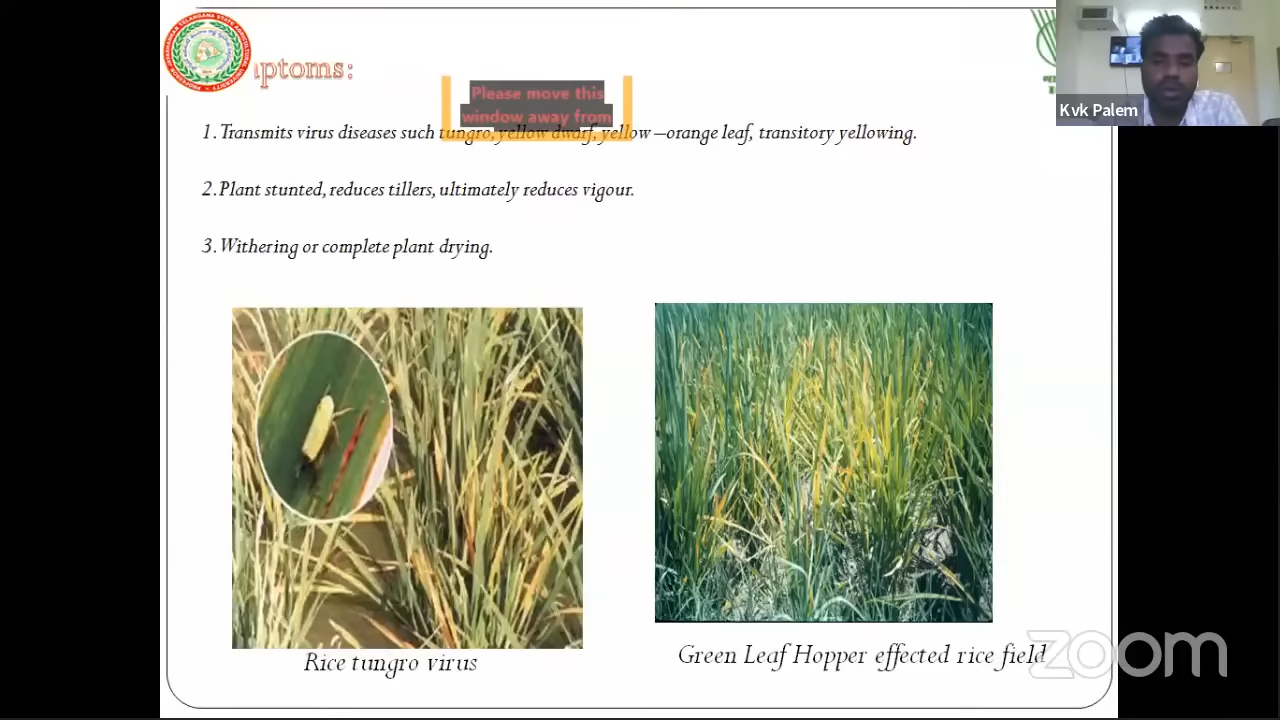 ptoms:
Please move this
window away from
1. Transmits virus diseases such tungro, yellow dwarf, yellow –orange leaf, transitory yellowing.
2. Plant stunted, reduces tillers, ultimately reduces vigour.
3. Withering or complete plant drying.
Rice tungro virus
Green Leaf Hopper effected rice field
Kvk Palem
zoom